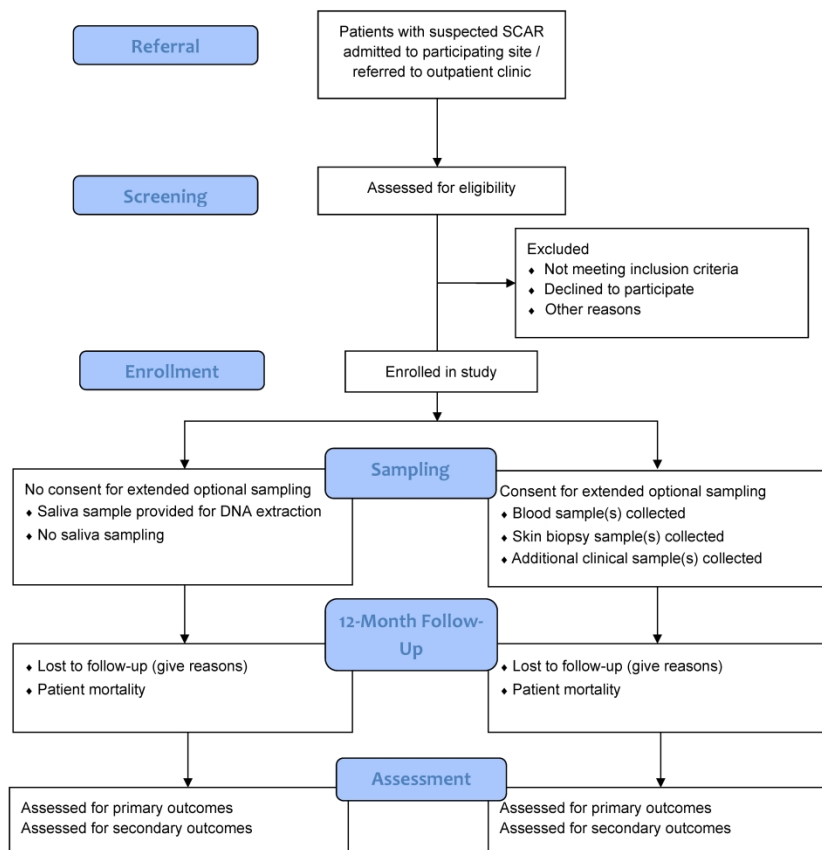 Referral
Patients with suspected SCAR
admitted to participating site /
referred to outpatient clinic
Screening
Assessed for eligibility
Excluded
♦ Not meeting inclusion criteria
♦ Declined to participate
♦ Other reasons
Enrollment
Enrolled in study
Sampling
No consent for extended optional sampling
♦ Saliva sample provided for DNA extraction
♦ No saliva sampling
Consent for extended optional sampling
♦ Blood sample(s) collected
♦ Skin biopsy sample(s) collected
♦ Additional clinical sample(s) collected
12-Month Follow-
Up
♦ Lost to follow-up (give reasons)
♦ Patient mortality
♦ Lost to follow-up (give reasons)
♦ Patient mortality
Assessment
Assessed for primary outcomes
Assessed for secondary outcomes
Assessed for primary outcomes
Assessed for secondary outcomes